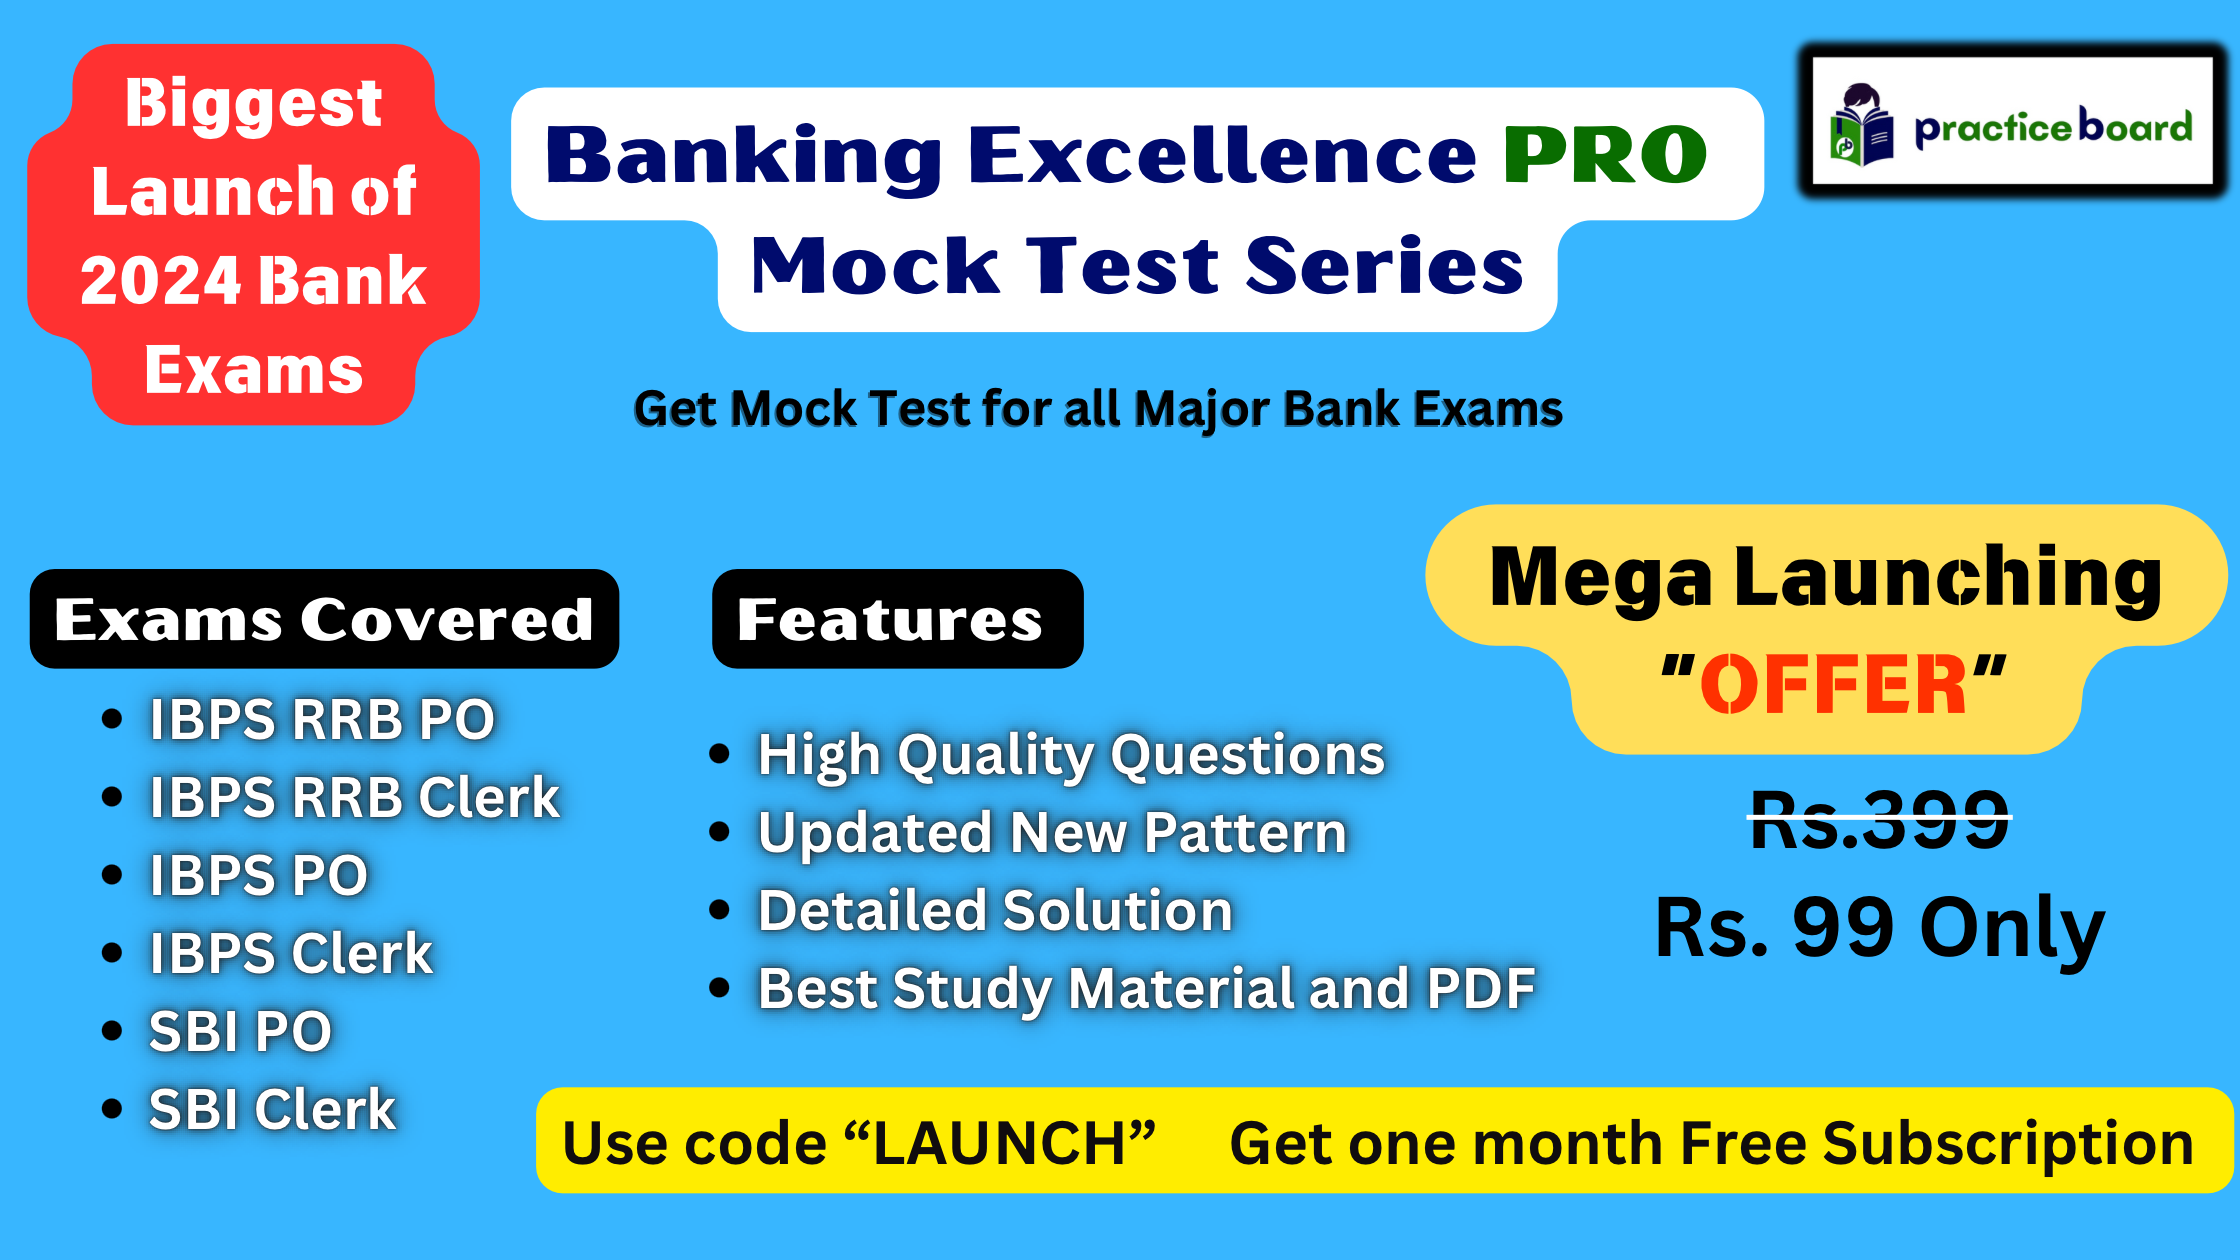 Biggest
Launch of
2024 Bank
Exams
Banking Excellence PRO
Mock Test Series
practice board
pb
Get Mock Test for all Major Bank Exams
Exams Covered
• IBPS RRB PO
• IBPS RRB Clerk
• IBPS PO
• IBPS Clerk
• SBI PO
• SBI Clerk
Features
• High Quality Questions
• Updated New Pattern
• Detailed Solution
• Best Study Material and PDF
Mega Launching
"OFFER"
Rs.399
Rs. 99 Only
Use code “LAUNCH” Get one month Free Subscription